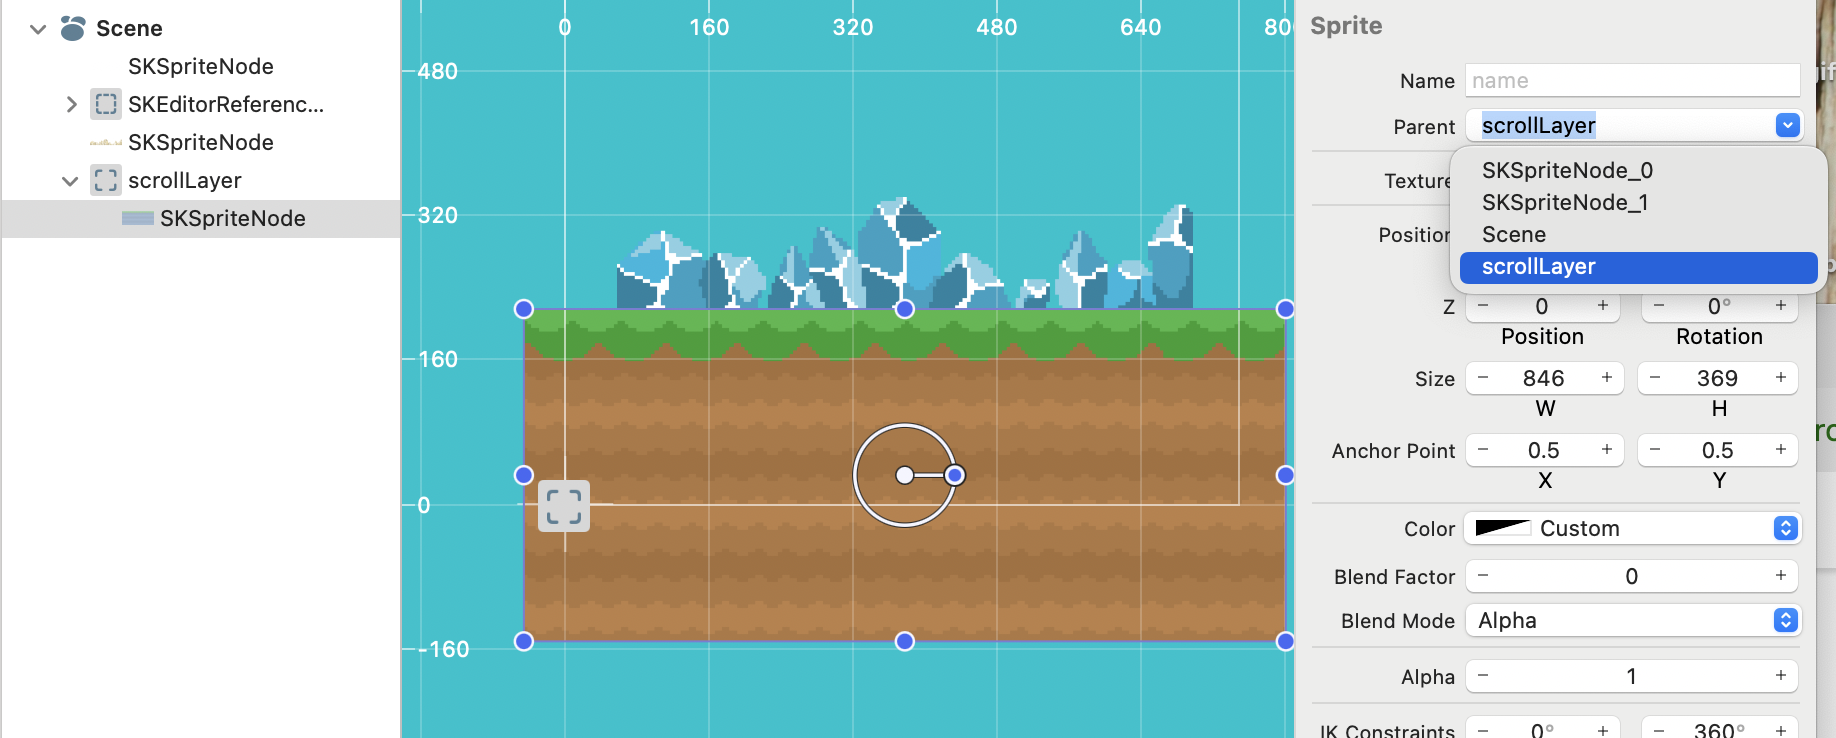 Scene
SKSpriteNode
SKEditorReferenc...
SKSpriteNode
scrollLayer
SKSpriteNode
0 160 320 480 640 80
480
320
160
0
-160
Sprite
Name name
Parent scrollLayer
SKSpriteNode_0
SKSpriteNode_1
Scene
scrollLayer
Texture
Position
Z − 0 + − 0° +
Position Rotation
Size − 846 + − 369 +
W H
Anchor Point − 0.5 + − 0.5 +
X Y
Color Custom
Blend Factor − 0 +
Blend Mode Alpha
Alpha − 1 +
IK Constraints − 0° + − 360° +